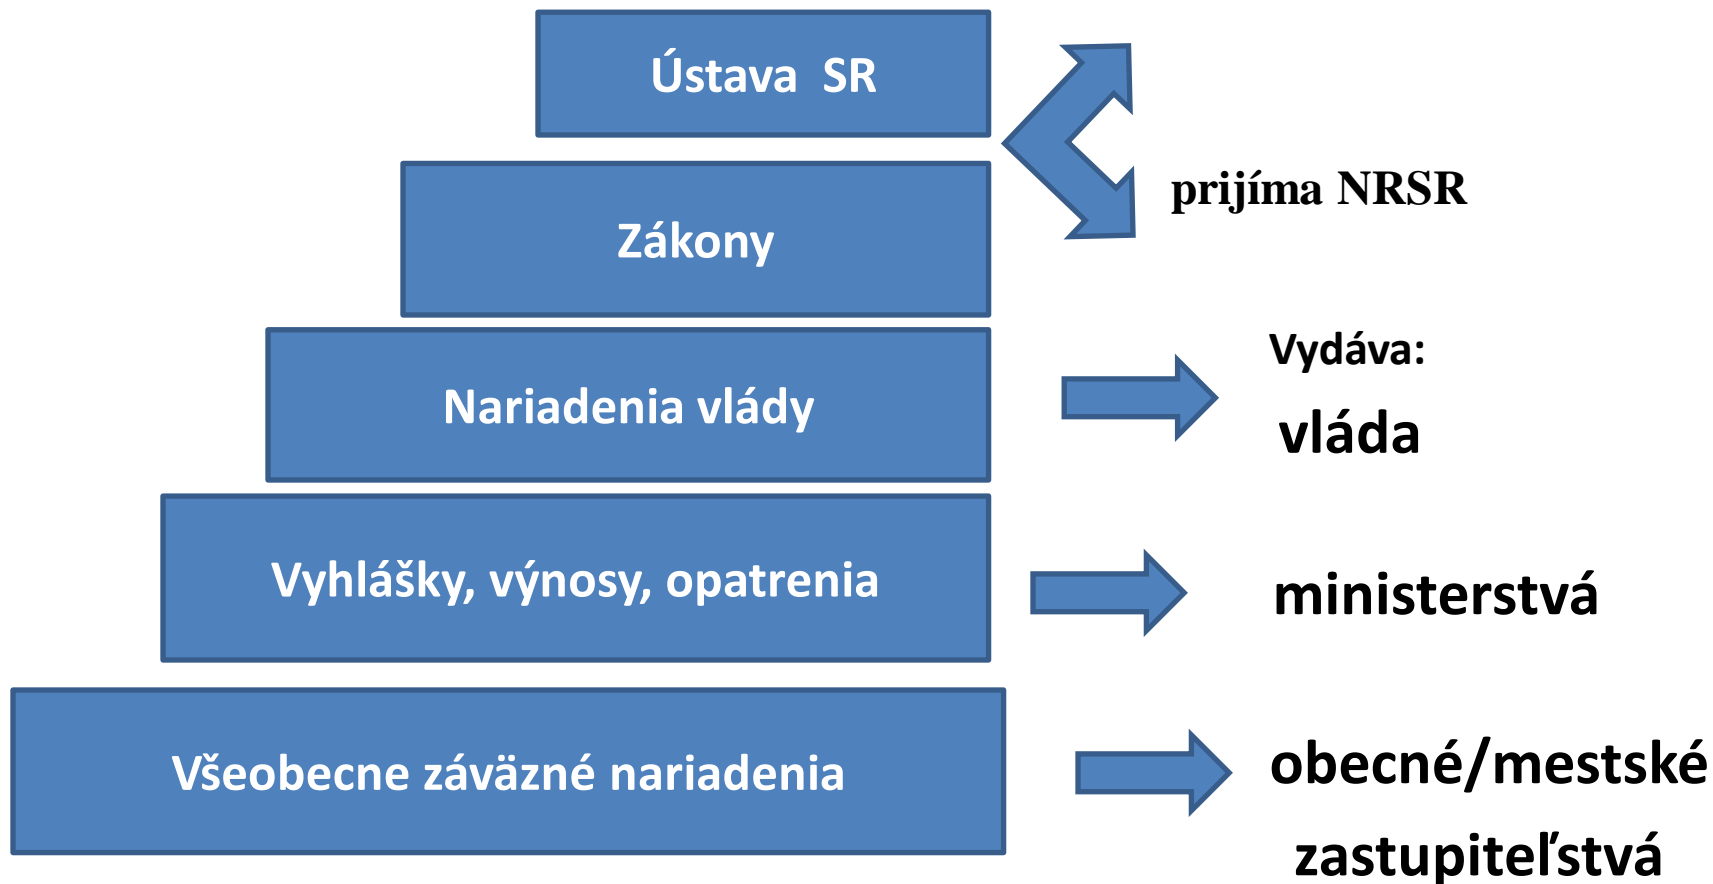 Ústava  SR
prijíma NRSR
Zákony
Vydáva:
Nariadenia vlády
vláda
Vyhlášky, výnosy, opatrenia
ministerstvá
Všeobecne záväzné nariadenia
obecné/mestské
zastupiteľstvá